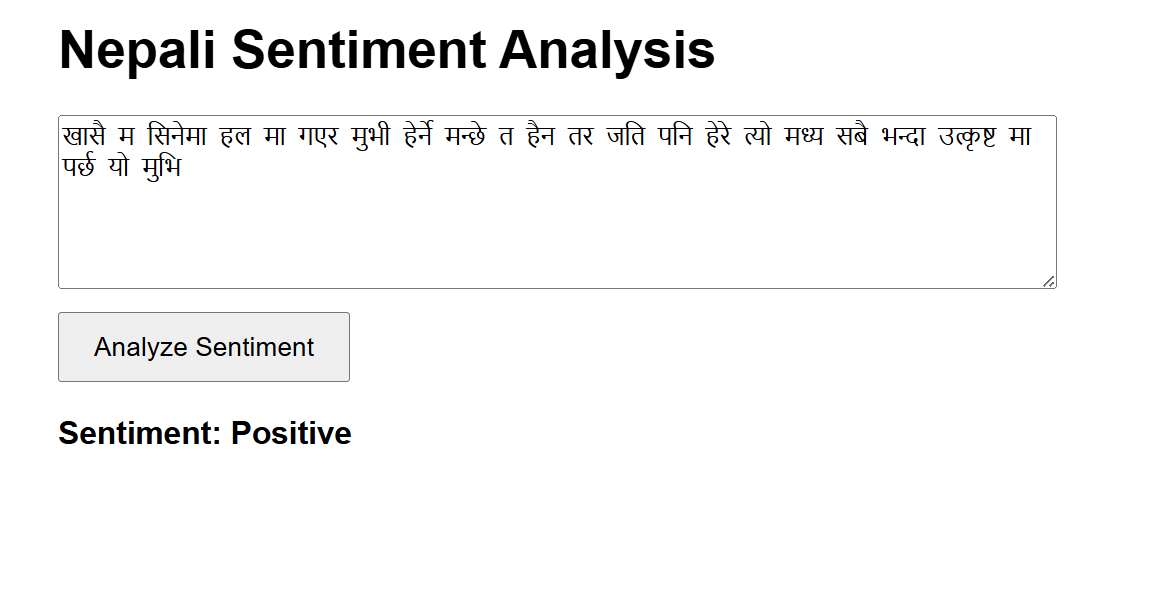 Nepali Sentiment Analysis
खासै म सिनेमा हल मा गएर मुभी हेर्ने मन्छे त हैन तर जति पनि हेरे त्यो मध्य सबै भन्दा उत्कृष्ट मा
पर्छ यो मुभि
Analyze Sentiment
Sentiment: Positive